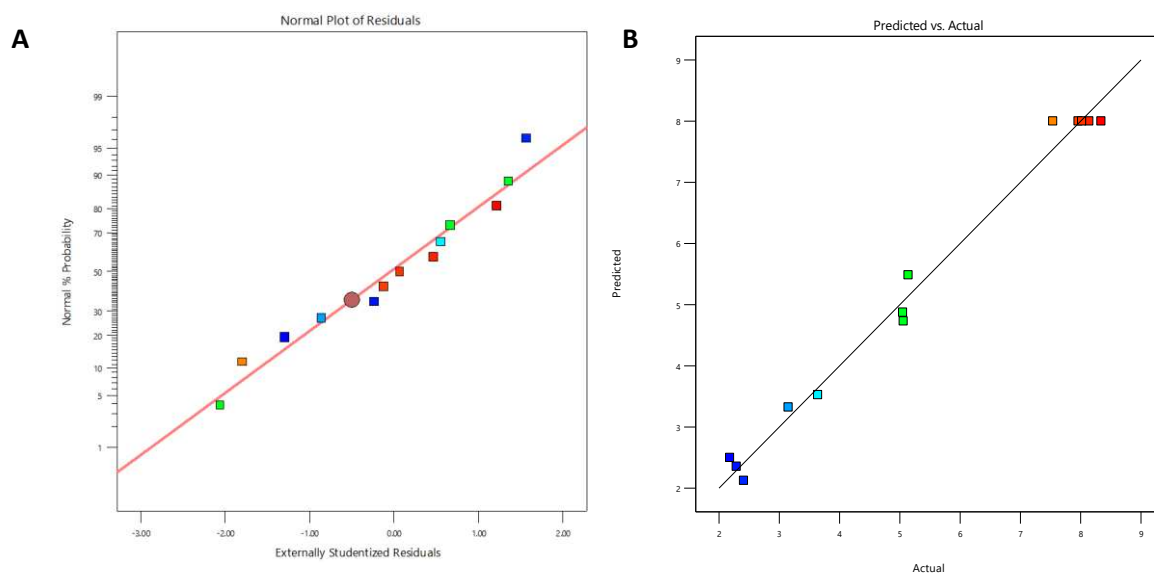 A
Normal Plot of Residuals
Normal % Probability
99
95
90
80
70
50
30
20
10
5
1
-3.00 -2.00 -1.00 0.00 1.00 2.00
Externally Studentized Residuals
B
Predicted vs. Actual
Predicted
9
8
7
6
5
4
3
2
2 3 4 5 6 7 8 9
Actual